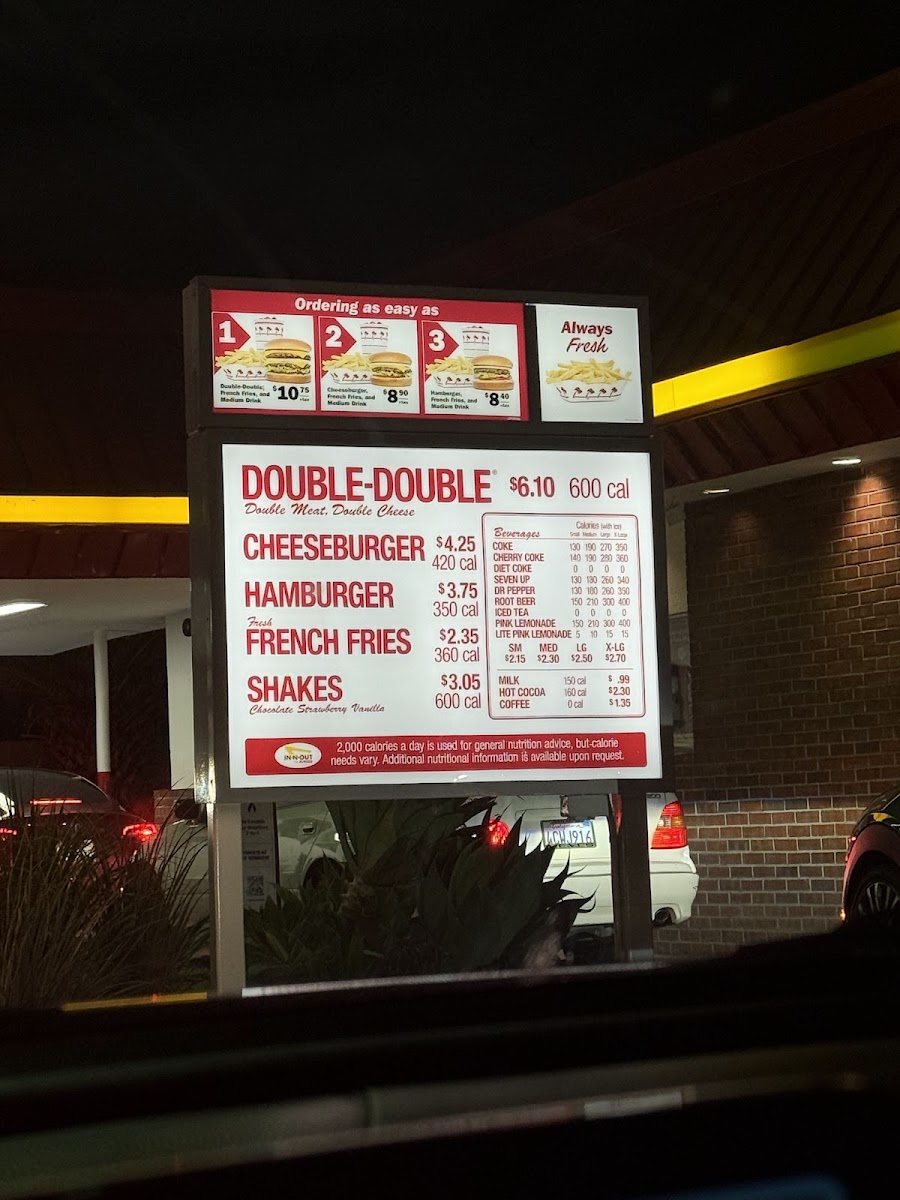 Ordering as easy as
1
Double-Double,
French Fries, and
Medium Drink
$10.75
2
Cheeseburger,
French Fries, and
Medium Drink
$8.90
3
Hamburger,
French Fries, and
Medium Drink
$8.40
Always
Fresh
DOUBLE-DOUBLE® $6.10 600 cal
Double Meat, Double Cheese
CHEESEBURGER $4.25
420 cal
HAMBURGER $3.75
350 cal
Fresh
FRENCH FRIES $2.35
360 cal
SHAKES $3.05
Chocolate Strawberry Vanilla 600 cal
Calories (with ice)
Beverages Small Medium Large X-Large
COKE 130 190 270 350
CHERRY COKE 140 190 280 360
DIET COKE 0 0 0 0
SEVEN UP 130 180 260 340
DR PEPPER 130 180 260 350
ROOT BEER 150 210 300 400
ICED TEA 0 0 0 0
PINK LEMONADE 150 210 300 400
LITE PINK LEMONADE 5 10 15 15
SM MED LG X-LG
$2.15 $2.30 $2.50 $2.70
MILK 150 cal $ .99
HOT COCOA 160 cal $2.30
COFFEE 0 cal $1.35
IN-N-OUT
2,000 calories a day is used for general nutrition advice, but calorie
needs vary. Additional nutritional information is available upon request.